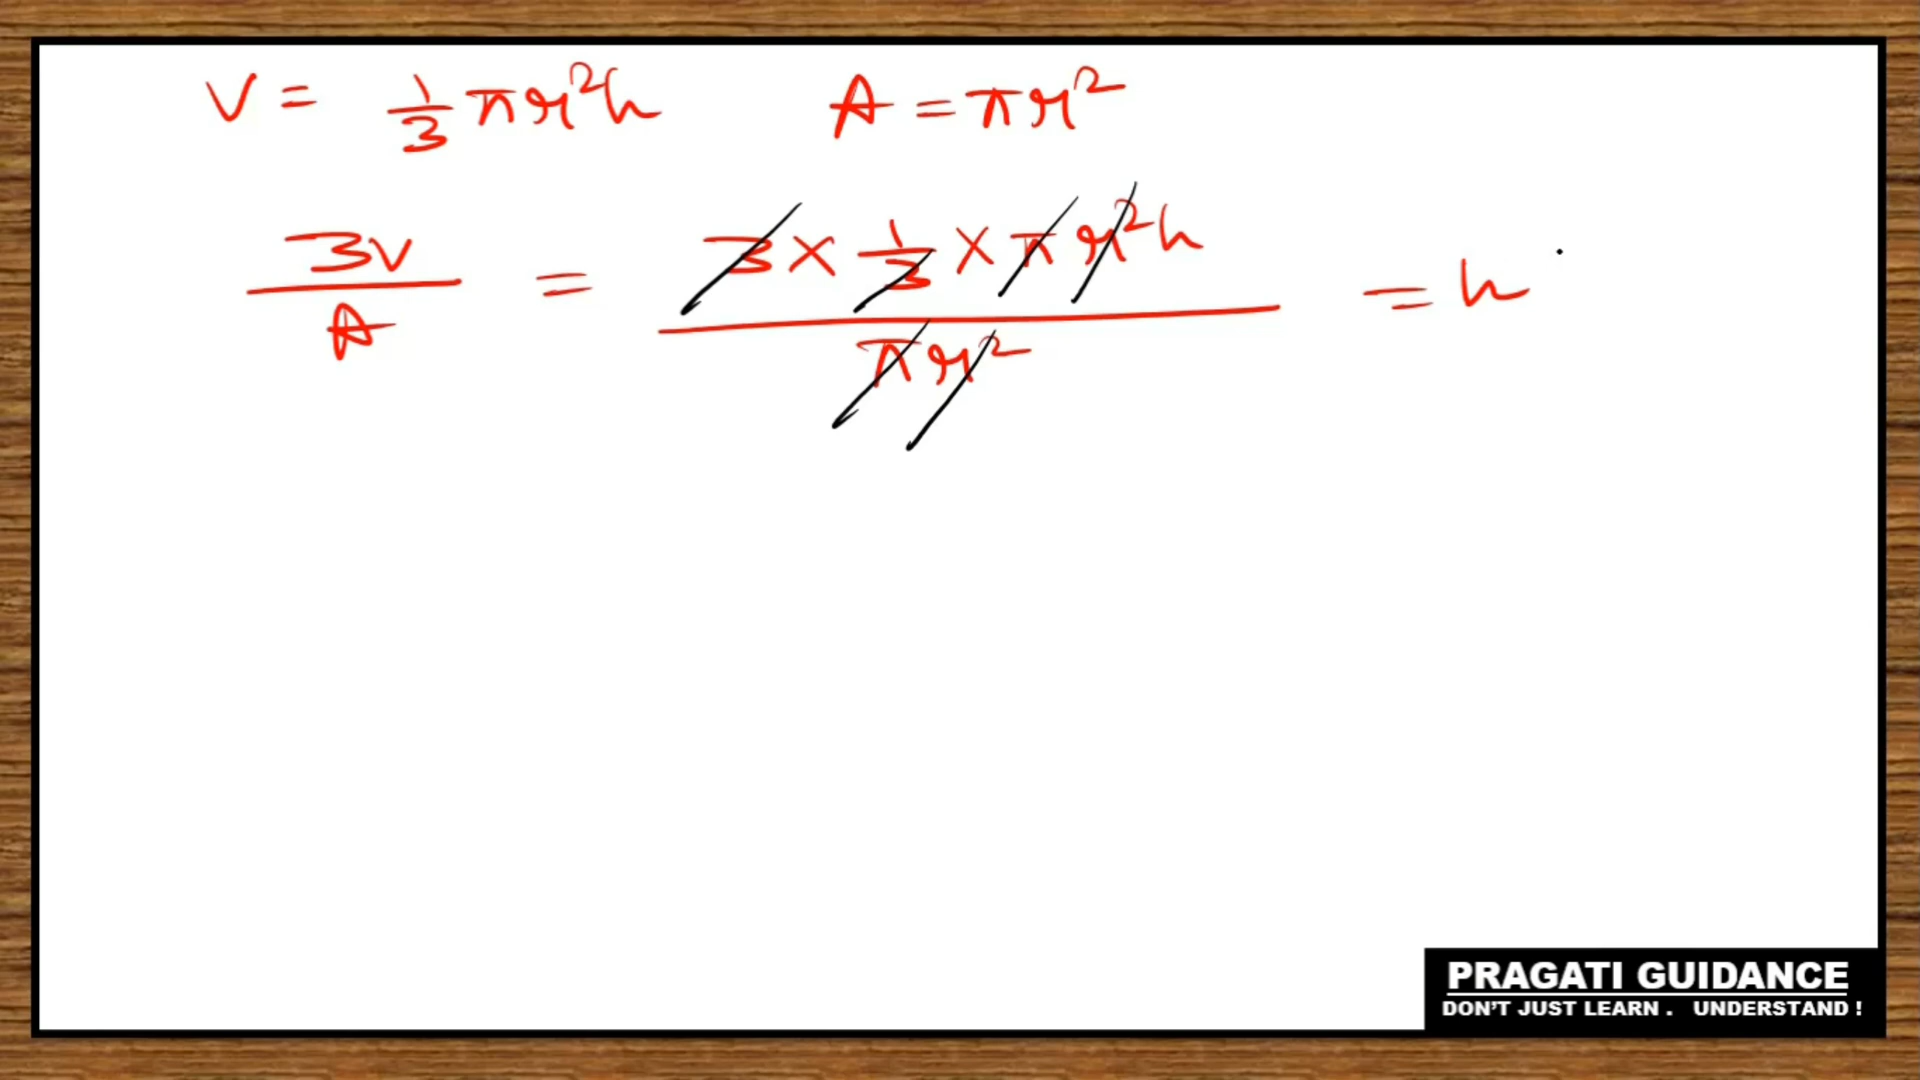 V = 1/3 πr²h A = πr²
3V/A = (3 × 1/3 × πr²h)/(πr²) = h
PRAGATI GUIDANCE
DON'T JUST LEARN . UNDERSTAND !